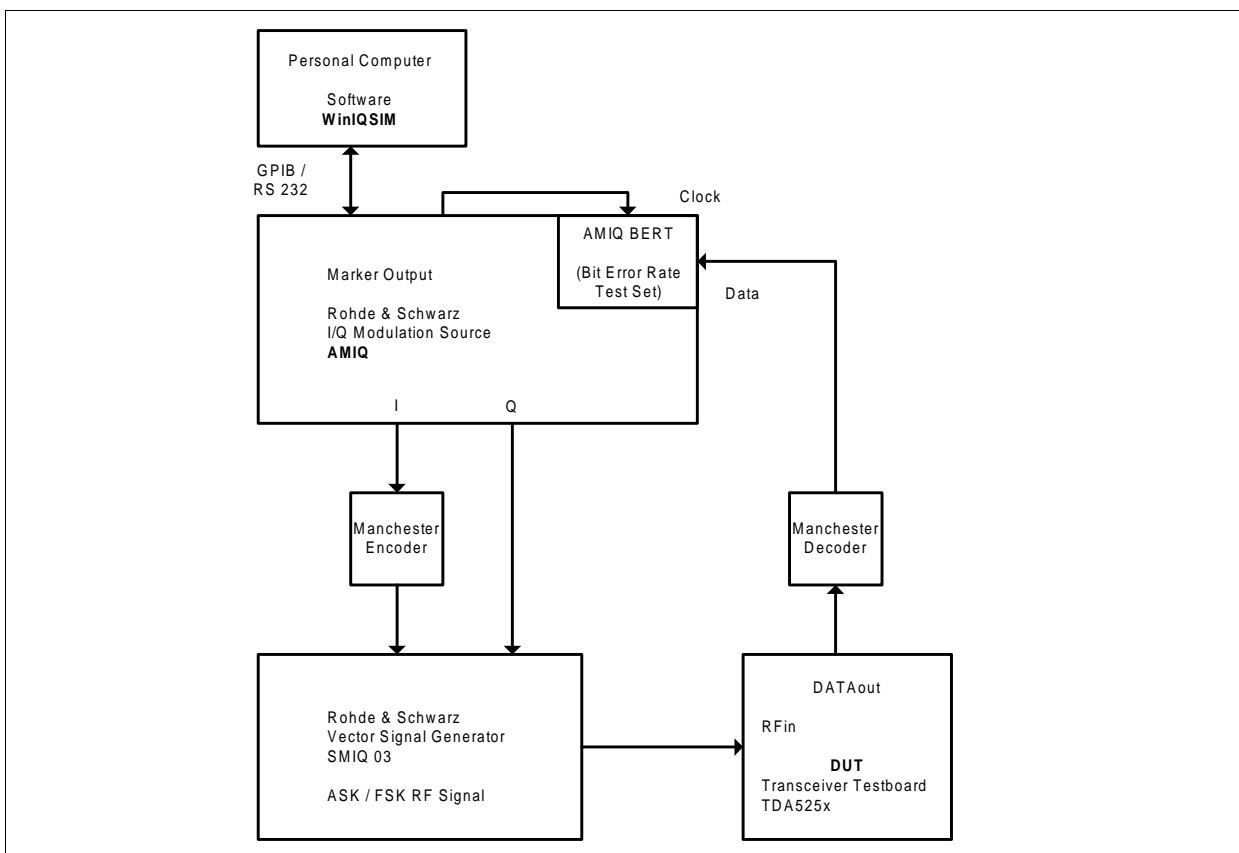 Personal Computer
Software
WinIQSIM
GPIB /
RS 232
Clock
AMIQ BERT
(Bit Error Rate
Test Set)
Data
Marker Output
Rohde & Schwarz
I/Q Modulation Source
AMIQ
I
Q
Manchester
Encoder
Manchester
Decoder
Rohde & Schwarz
Vector Signal Generator
SMIQ 03
ASK / FSK RF Signal
DATAout
RFin
DUT
Transceiver Testboard
TDA525x